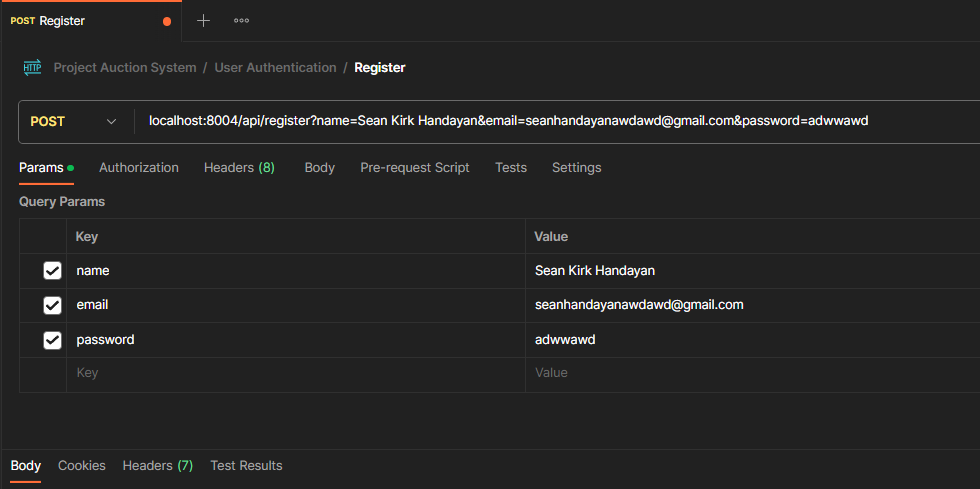 POST Register
HTTP Project Auction System / User Authentication / Register
POST localhost:8004/api/register?name=Sean Kirk Handayan&email=seanhandayanawdawd@gmail.com&password=adwwawd
Params Authorization Headers (8) Body Pre-request Script Tests Settings
Query Params
Key Value
name Sean Kirk Handayan
email seanhandayanawdawd@gmail.com
password adwwawd
Key Value
Body Cookies Headers (7) Test Results